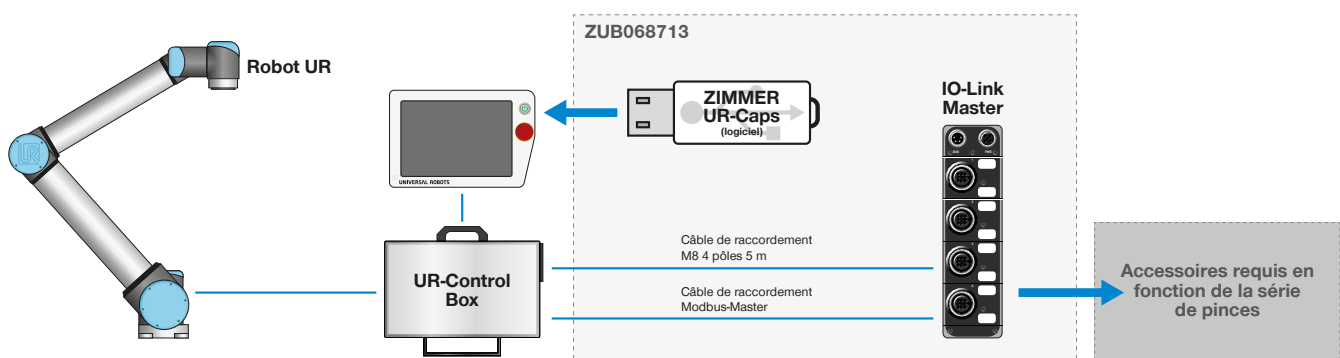 ZUB068713
Robot UR
ZIMMER
UR-Caps
(logiciel)
IO-Link
Master
UNIVERSAL ROBOTS
UR
UR-Control
Box
Câble de raccordement
M8 4 pôles 5 m
Câble de raccordement
Modbus-Master
Accessoires requis en
fonction de la série
de pinces